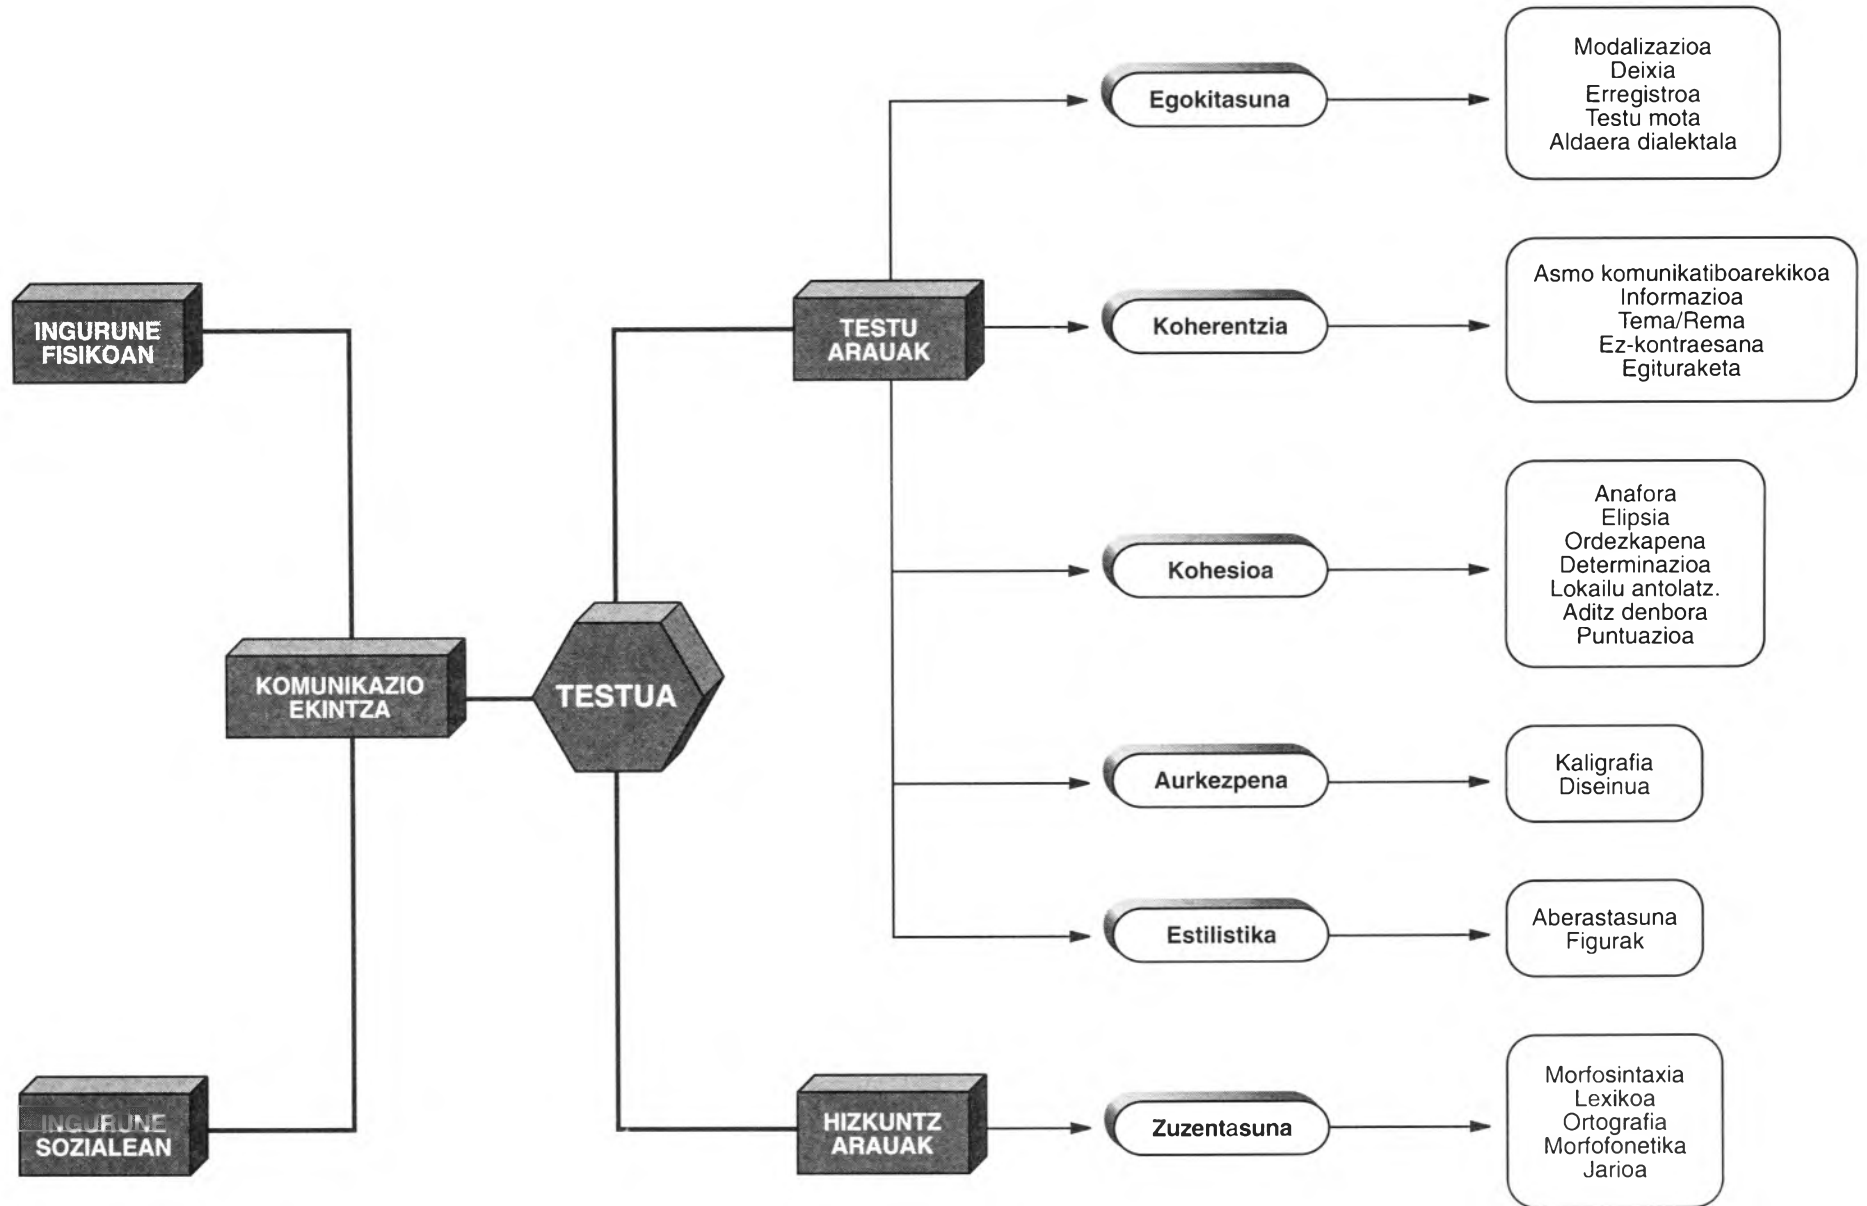 INGURUNE
FISIKOAN
KOMUNIKAZIO
EKINTZA
INGURUNE
SOZIALEAN
TESTUA
TESTU
ARAUAK
HIZKUNTZ
ARAUAK
Egokitasuna
Modalizazioa
Deixia
Erregistroa
Testu mota
Aldaera dialektala
Koherentzia
Asmo komunikatiboarekikoa
Informazioa
Tema/Rema
Ez-kontraesana
Egituraketa
Kohesioa
Anafora
Elipsia
Ordezkapena
Determinazioa
Lokailu antolatz.
Aditz denbora
Puntuazioa
Aurkezpena
Kaligrafia
Diseinua
Estilistika
Aberastasuna
Figurak
Zuzentasuna
Morfosintaxia
Lexikoa
Ortografia
Morfofonetika
Jarioa